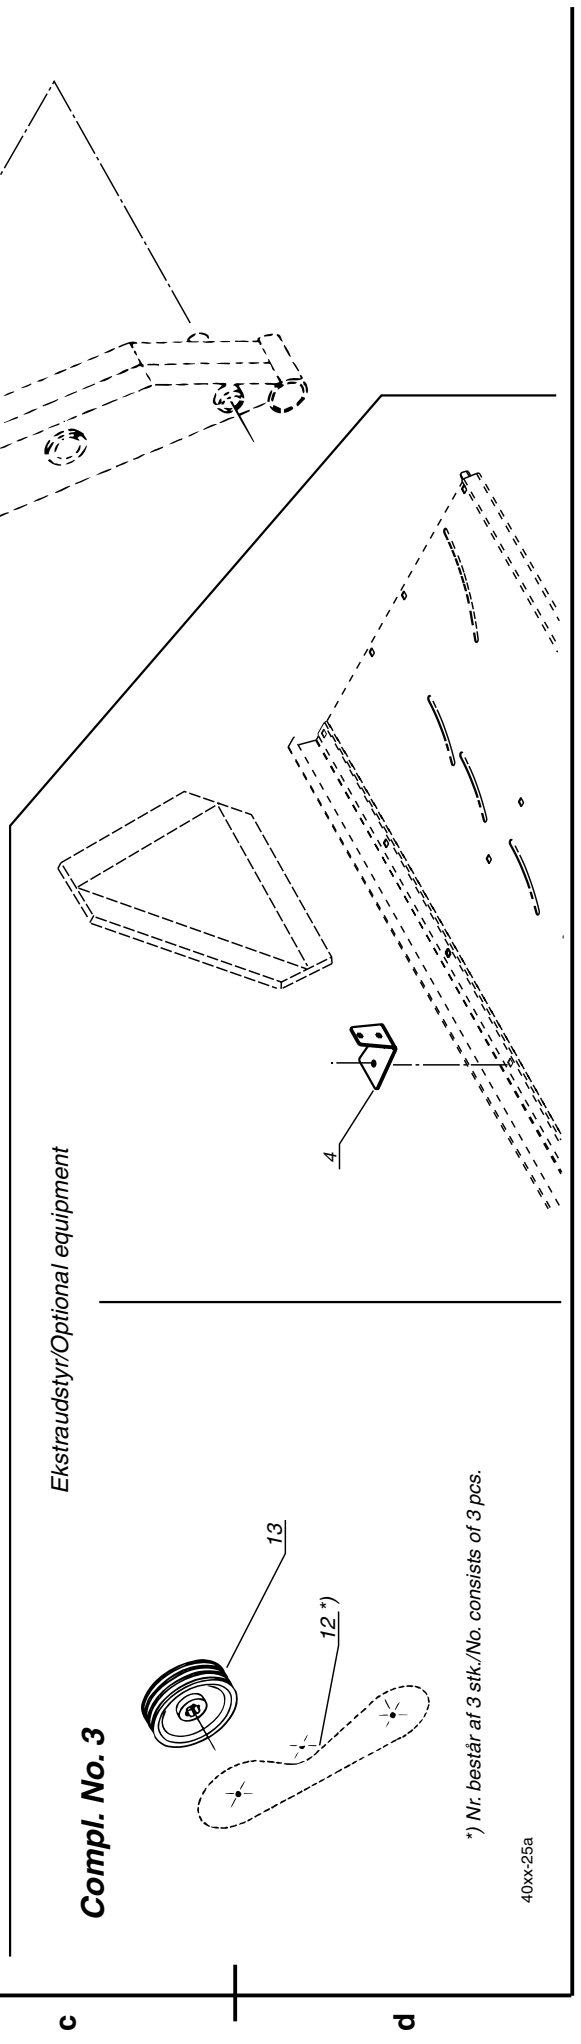 Ekstraudstyr/Optional equipment
4
Compl. No. 3
13
12 *)
*) Nr. består af 3 stk./No. consists of 3 pcs.
40xx-25a
c
d